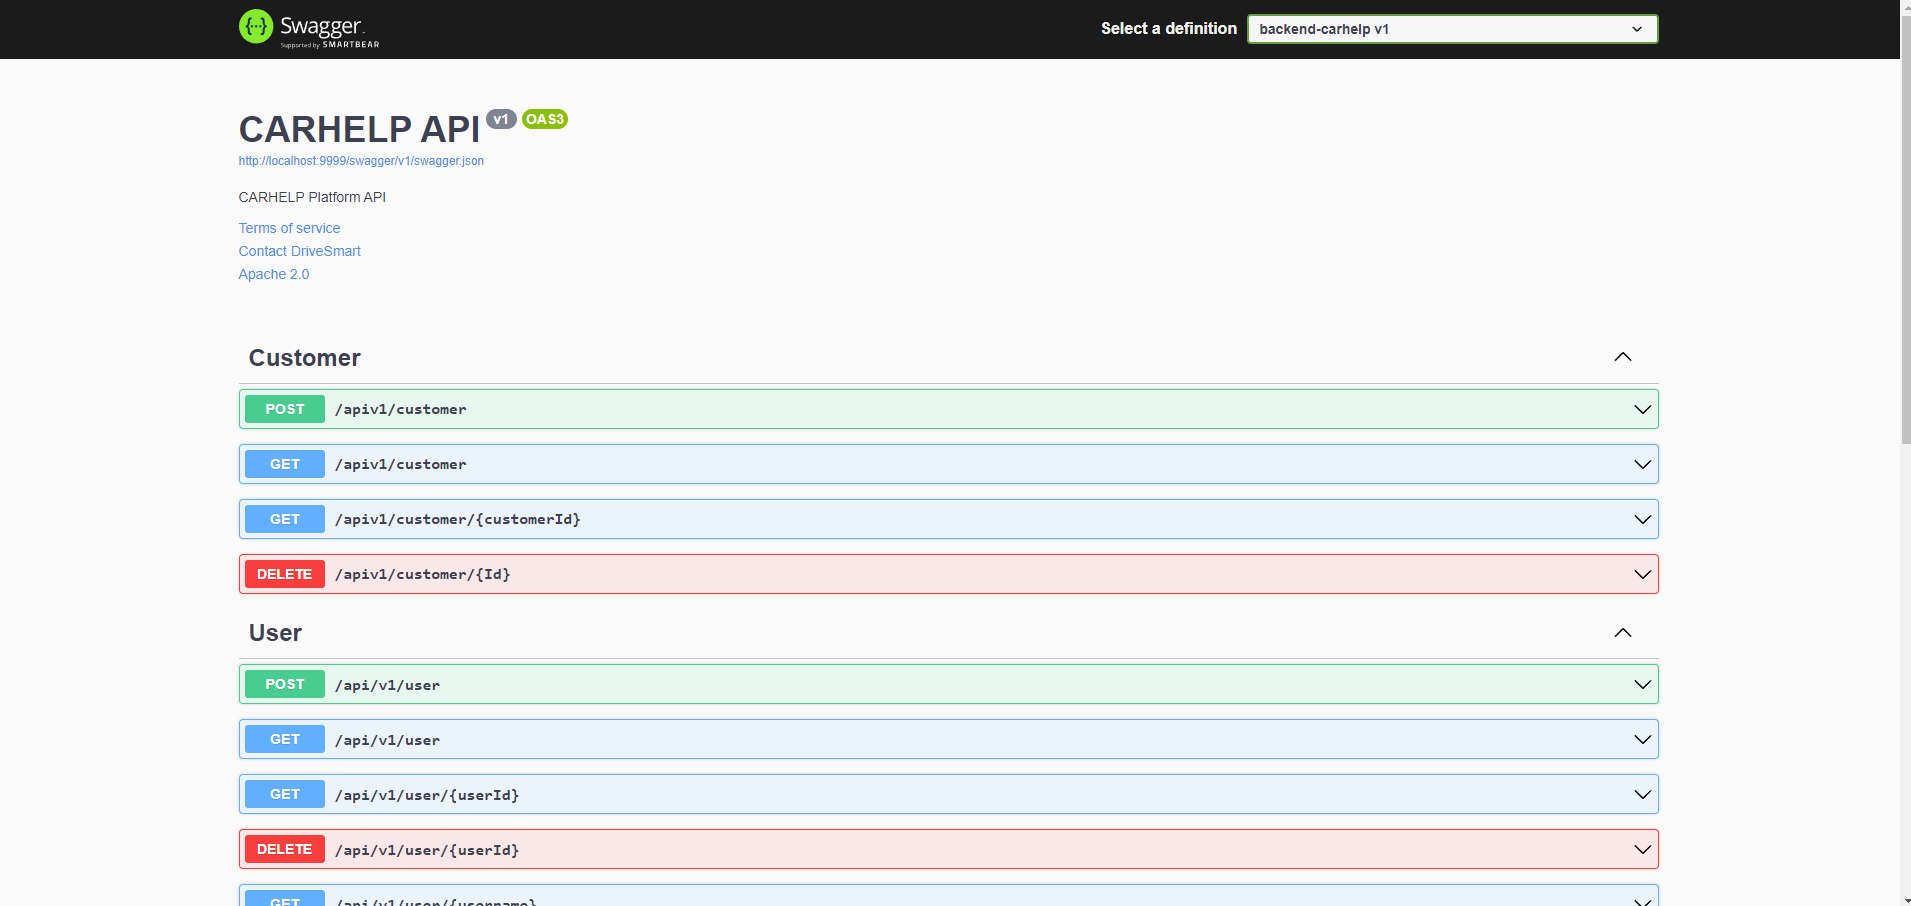 Swagger
Supported by SMARTBEAR
Select a definition
backend-carhelp v1
CARHELP API v1 OAS3
http://localhost:9999/swagger/v1/swagger.json
CARHELP Platform API
Terms of service
Contact DriveSmart
Apache 2.0
Customer
POST /apiv1/customer
GET /apiv1/customer
GET /apiv1/customer/{customerId}
DELETE /apiv1/customer/{Id}
User
POST /api/v1/user
GET /api/v1/user
GET /api/v1/user/{userId}
DELETE /api/v1/user/{userId}
GET /api/v1/user/{username}